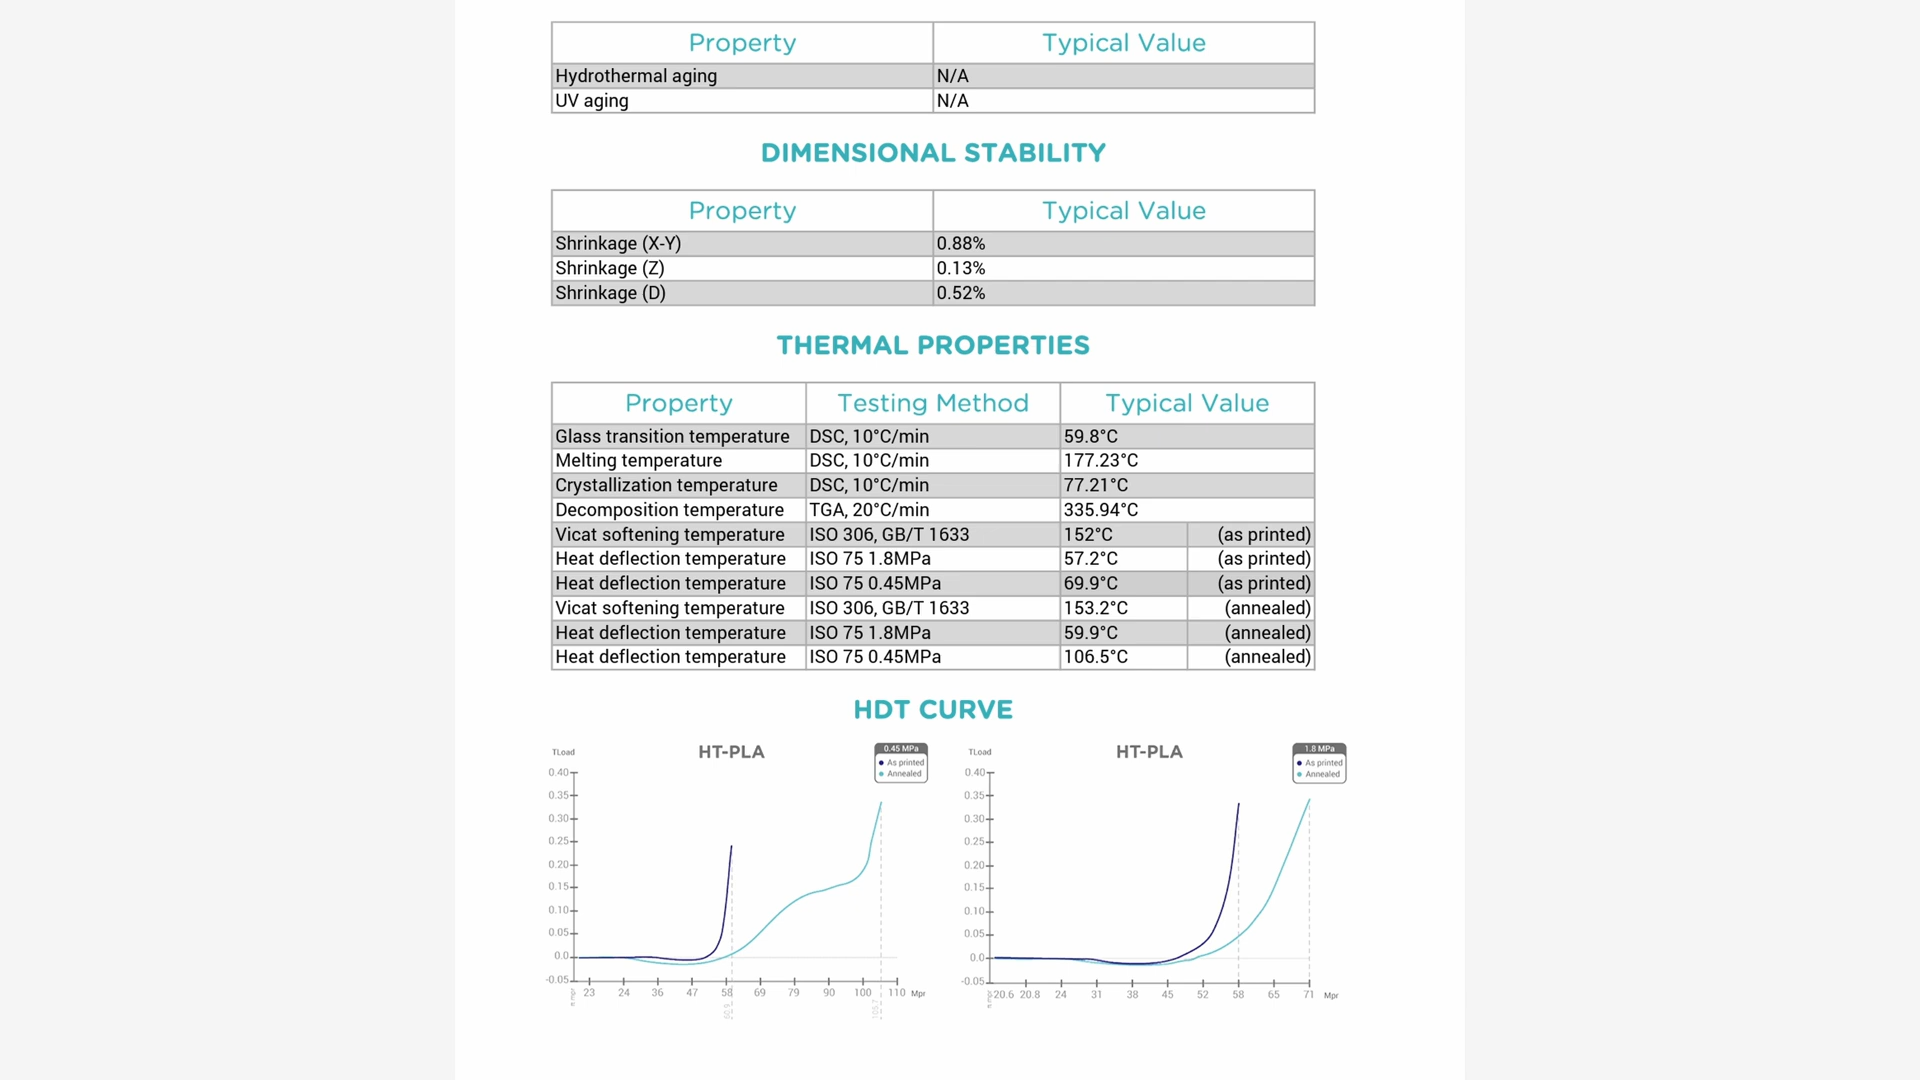 Property Typical Value
Hydrothermal aging N/A
UV aging N/A
DIMENSIONAL STABILITY
Property Typical Value
Shrinkage (X-Y) 0.88%
Shrinkage (Z) 0.13%
Shrinkage (D) 0.52%
THERMAL PROPERTIES
Property Testing Method Typical Value
Glass transition temperature DSC, 10°C/min 59.8°C
Melting temperature DSC, 10°C/min 177.23°C
Crystallization temperature DSC, 10°C/min 77.21°C
Decomposition temperature TGA, 20°C/min 335.94°C
Vicat softening temperature ISO 306, GB/T 1633 152°C (as printed)
Heat deflection temperature ISO 75 1.8MPa 57.2°C (as printed)
Heat deflection temperature ISO 75 0.45MPa 69.9°C (as printed)
Vicat softening temperature ISO 306, GB/T 1633 153.2°C (annealed)
Heat deflection temperature ISO 75 1.8MPa 59.9°C (annealed)
Heat deflection temperature ISO 75 0.45MPa 106.5°C (annealed)
HDT CURVE
TLoad HT-PLA 0.45 MPa
As printed
Annealed
0.40
0.35
0.30
0.25
0.20
0.15
0.10
0.05
0.0
-0.05
23 24 36 47 58 69 79 90 100 110 Mpr
TLoad HT-PLA 1.8 MPa
As printed
Annealed
0.40
0.35
0.30
0.25
0.20
0.15
0.10
0.05
0.0
-0.05
20.6 20.8 24 31 38 45 52 58 65 71 Mpr